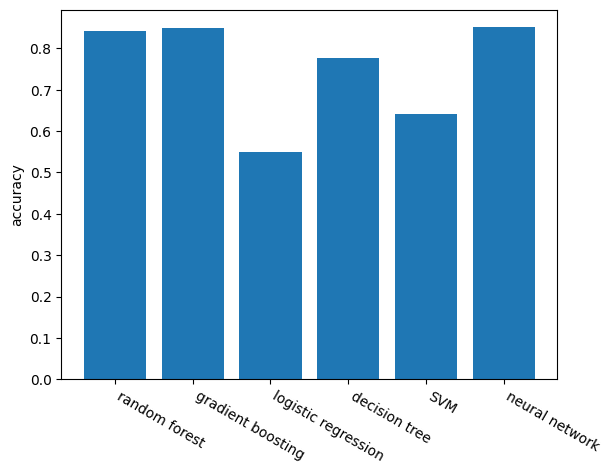 accuracy
0.8
0.7
0.6
0.5
0.4
0.3
0.2
0.1
0.0
random forest
gradient boosting
logistic regression
decision tree
SVM
neural network